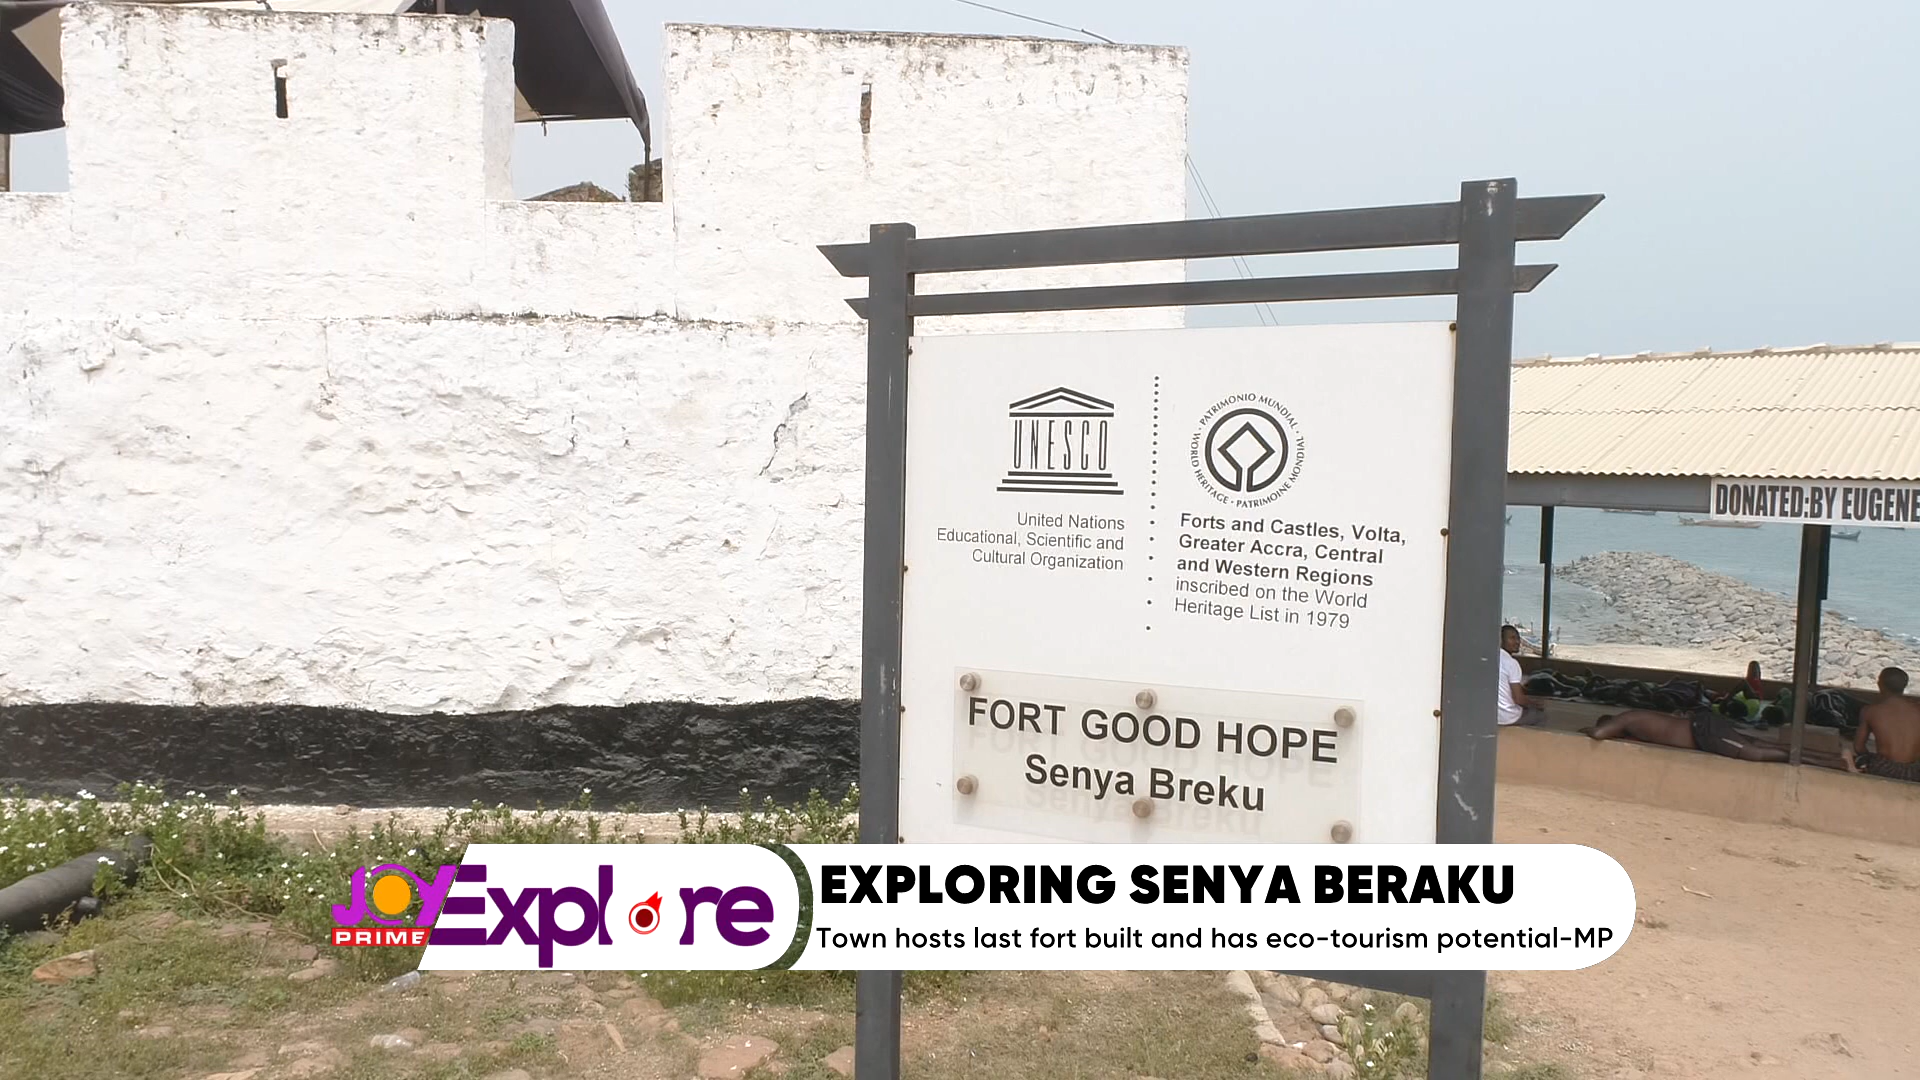 UNESCO
United Nations
Educational, Scientific and
Cultural Organization
· PATRIMONIO MUNDIAL · WORLD HERITAGE · PATRIMOINE MONDIAL
Forts and Castles, Volta,
Greater Accra, Central
and Western Regions
inscribed on the World
Heritage List in 1979
FORT GOOD HOPE
Senya Breku
DONATED:BY EUGENE
JOY
PRIME
Explore
EXPLORING SENYA BERAKU
Town hosts last fort built and has eco-tourism potential-MP